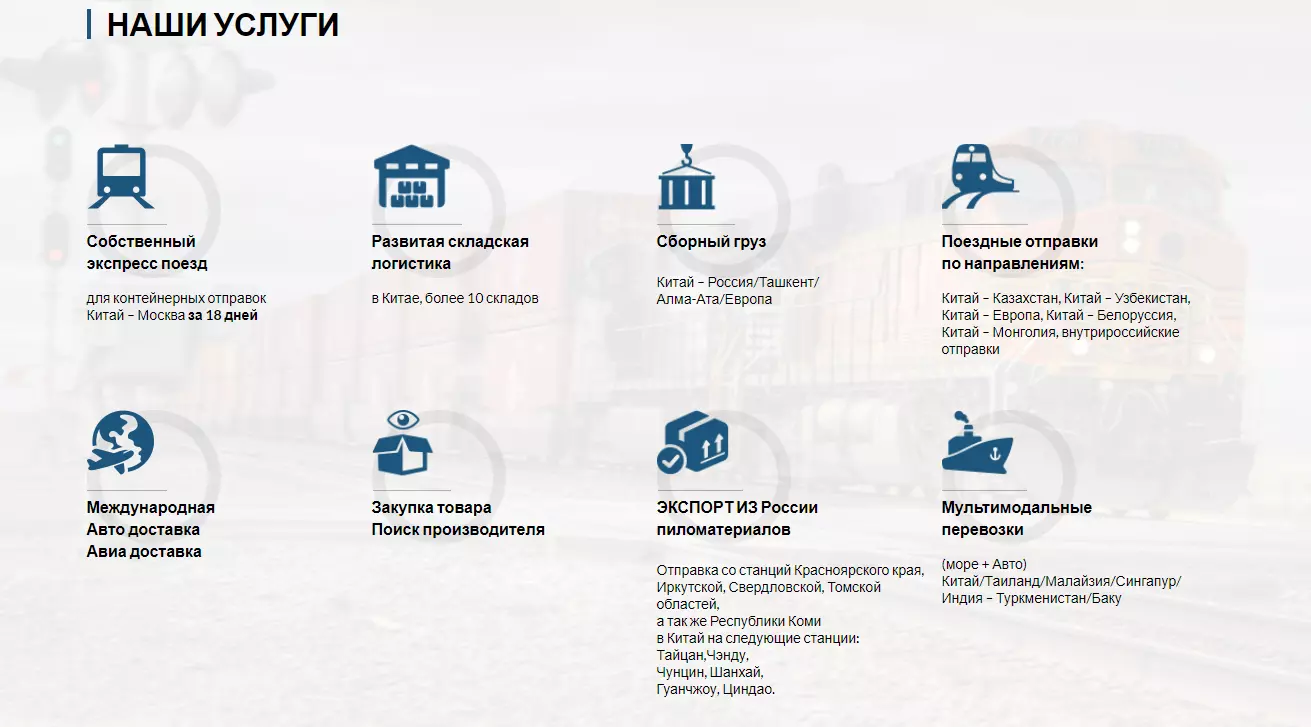 НАШИ УСЛУГИ
Собственный
экспресс поезд
для контейнерных отправок
Китай – Москва за 18 дней
Развитая складская
логистика
в Китае, более 10 складов
Сборный груз
Китай – Россия/Ташкент/
Алма-Ата/Европа
Поездные отправки
по направлениям:
Китай – Казахстан, Китай – Узбекистан,
Китай – Европа, Китай – Белоруссия,
Китай – Монголия, внутрироссийские
отправки
Международная
Авто доставка
Авиа доставка
Закупка товара
Поиск производителя
ЭКСПОРТ ИЗ России
пиломатериалов
Отправка со станций Красноярского края,
Иркутской, Свердловской, Томской
областей,
а так же Республики Коми
в Китай на следующие станции:
Тайцан,Чэнду,
Чунцин, Шанхай,
Гуанчжоу, Циндао.
Мультимодальные
перевозки
(море + Авто)
Китай/Таиланд/Малайзия/Сингапур/
Индия – Туркменистан/Баку